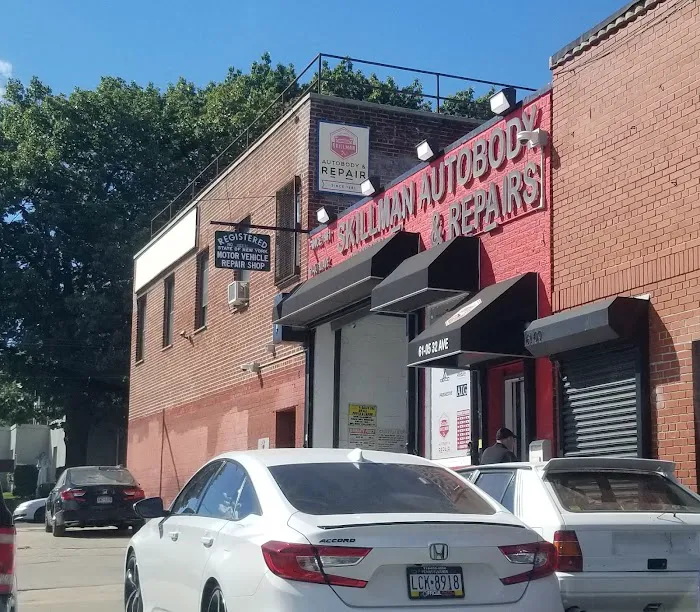 SKILLMAN
AUTOBODY &
REPAIR
SKILLMAN AUTOBODY
& REPAIRS
REGISTERED
STATE OF NEW YORK
MOTOR VEHICLE
REPAIR SHOP
61-05 32 AVE
ACCORD
LCK·8918